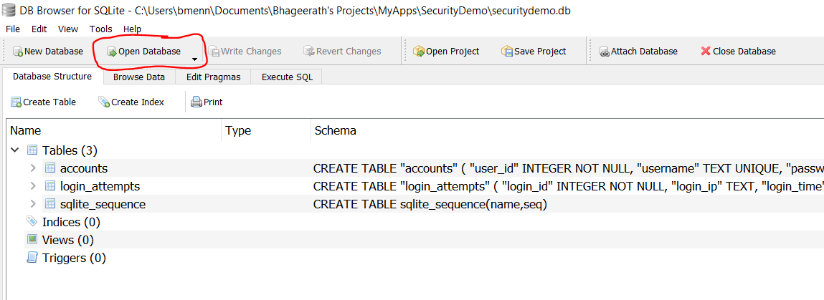 DB Browser for SQLite - C:\Users\bmenn\Documents\Bhageerath's Projects\MyApps\SecurityDemo\securitydemo.db
File Edit View Tools Help
New Database Open Database Write Changes Revert Changes Open Project Save Project Attach Database Close Database
Database Structure Browse Data Edit Pragmas Execute SQL
Create Table Create Index Print
Name Type Schema
Tables (3)
accounts CREATE TABLE "accounts" ( "user_id" INTEGER NOT NULL, "username" TEXT UNIQUE, "passw
login_attempts CREATE TABLE "login_attempts" ( "login_id" INTEGER NOT NULL, "login_ip" TEXT, "login_time"
sqlite_sequence CREATE TABLE sqlite_sequence(name,seq)
Indices (0)
Views (0)
Triggers (0)